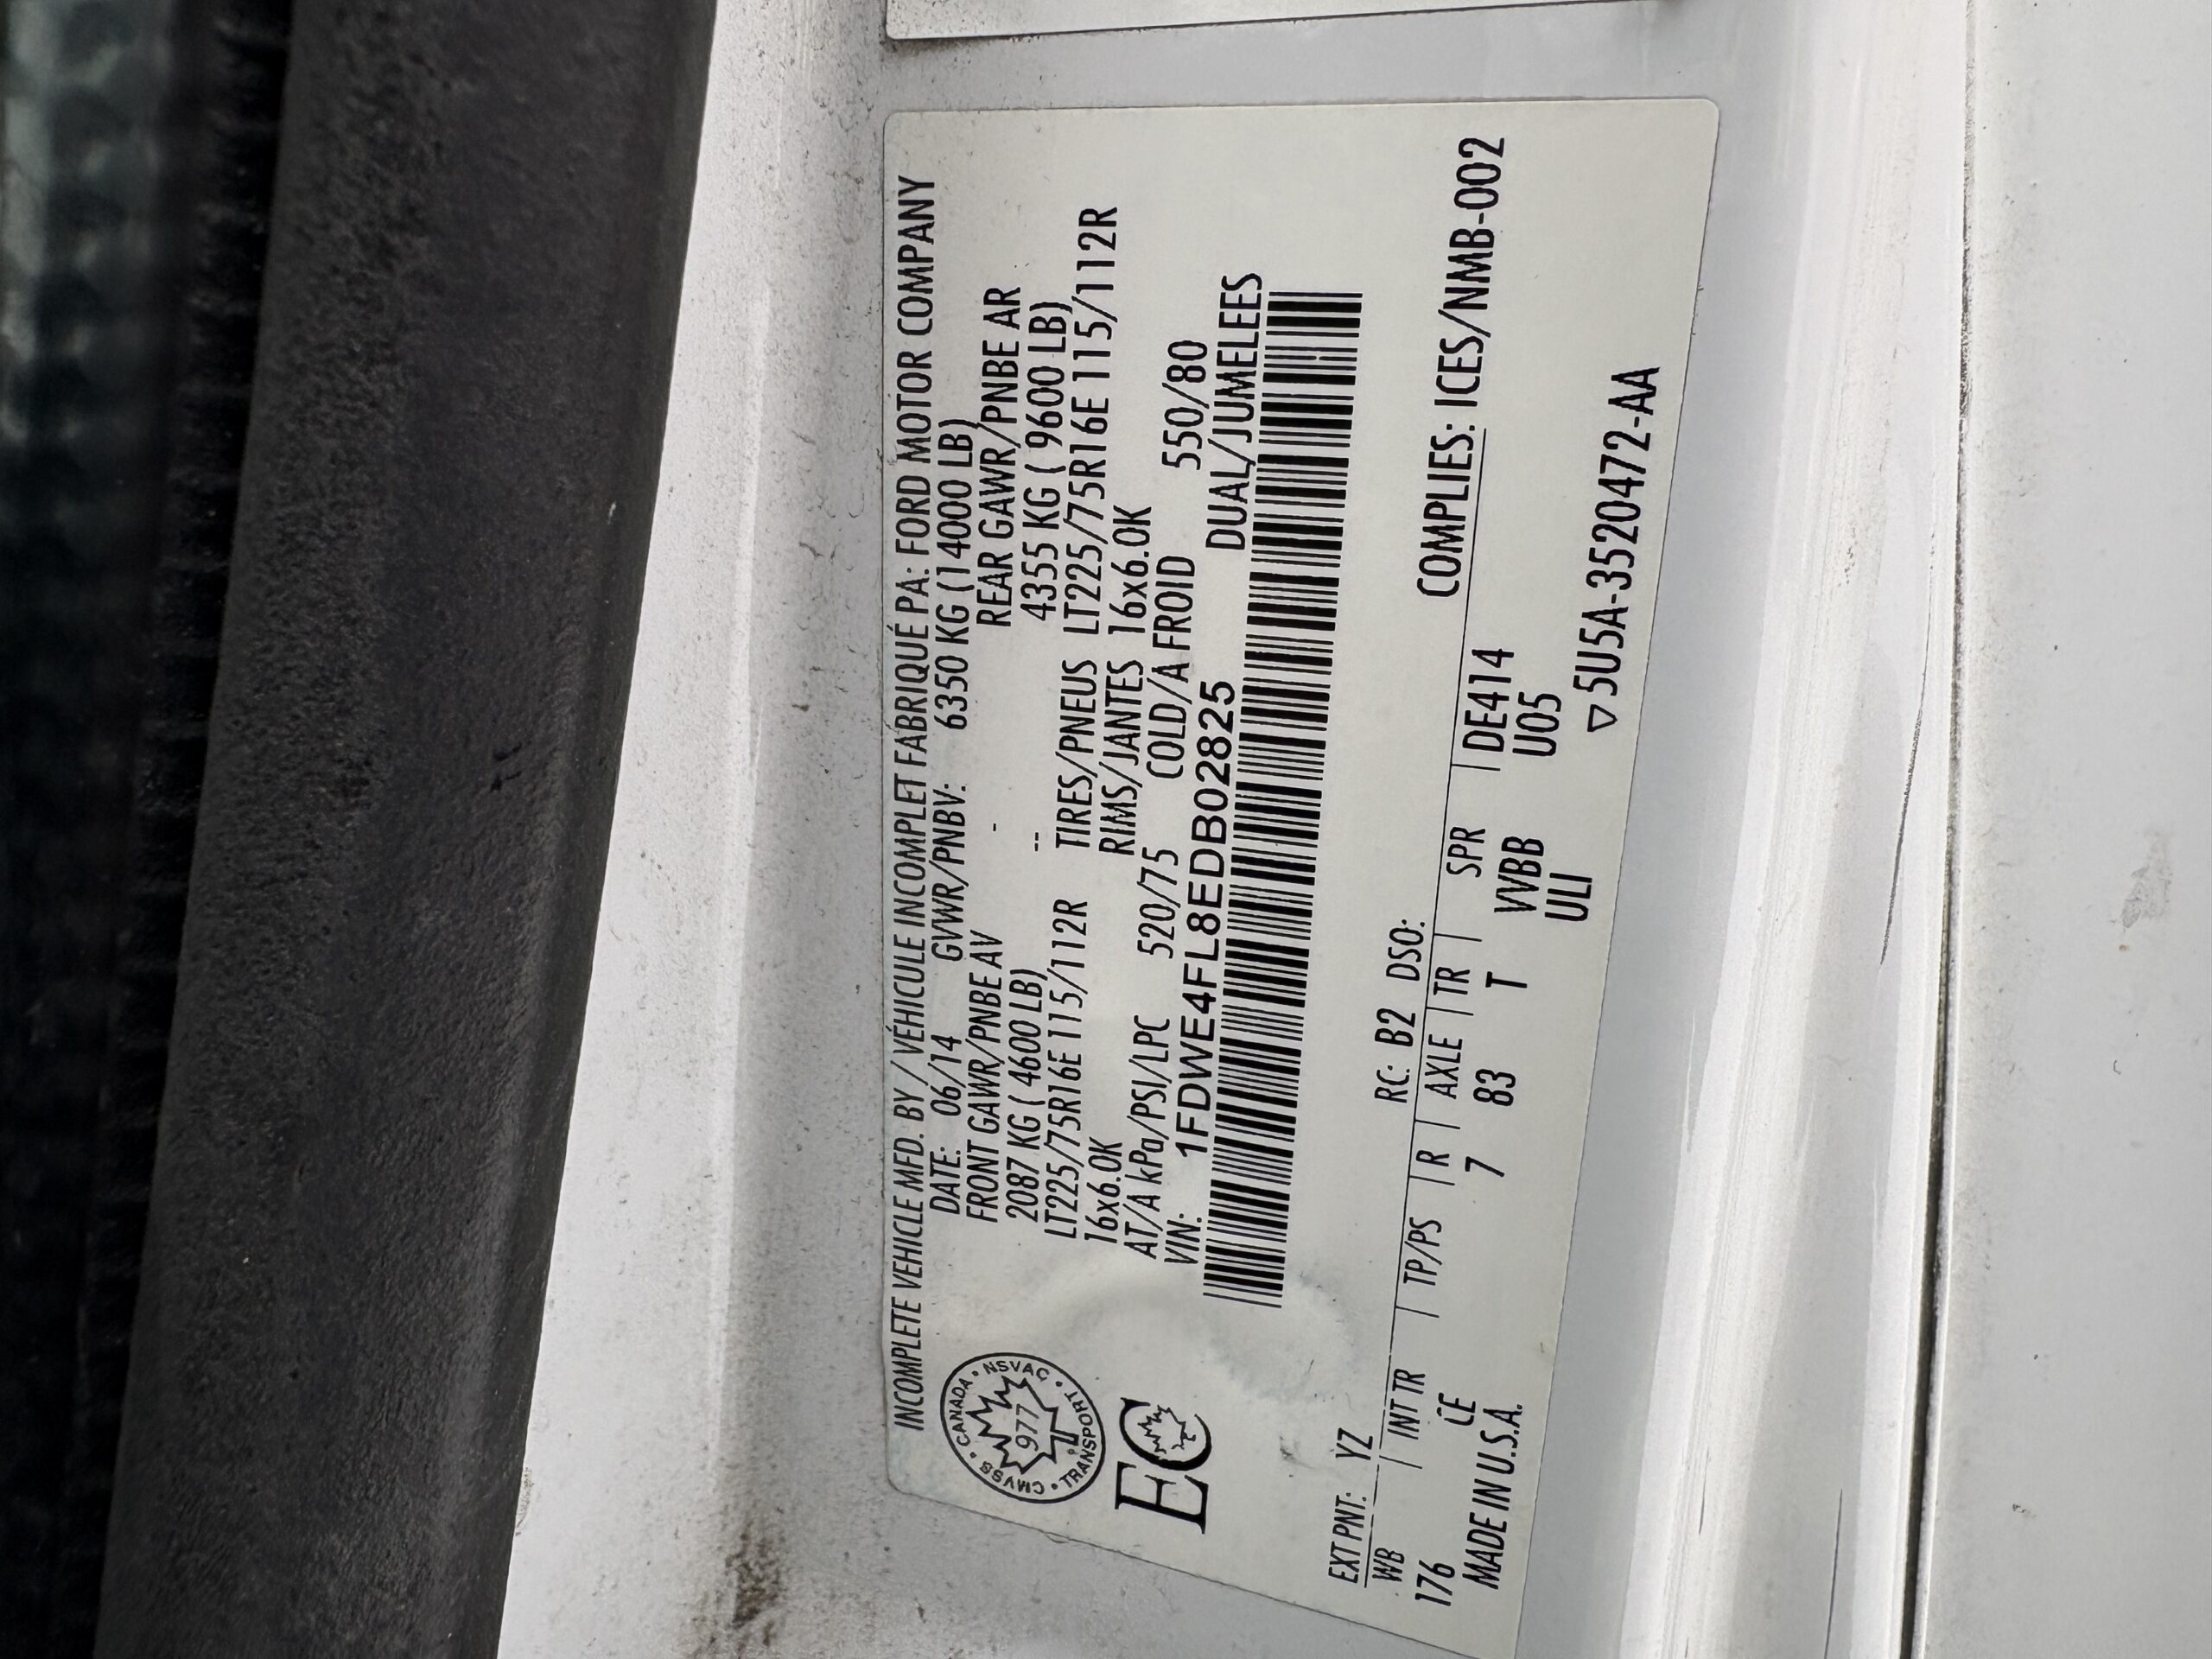 INCOMPLETE VEHICLE MFD. BY / VÉHICULE INCOMPLET FABRIQUÉ PA: FORD MOTOR COMPANY
DATE: 06/14 GVWR/PNBV: 6350 KG (14000 LB)
FRONT GAWR/PNBE AV - REAR GAWR/PNBE AR
2087 KG ( 4600 LB) -- 4355 KG ( 9600 LB)
LT225/75R16E 115/112R TIRES/PNEUS LT225/75R16E 115/112R
16x6.0K RIMS/JANTES 16x6.0K
AT/A kPa/PSI/LPC 520/75 COLD/A FROID 550/80
VIN: 1FDWE4FL8EDB02825 DUAL/JUMELEES
CANADA • NSVAC • TRANSPORT • CMVSS •
977
T
EC
EXT PNT: YZ RC: B2 DSO:
WB | INT TR | TP/PS | R | AXLE | TR | SPR
176 CE 7 83 T VVBB DE414
ULI U05
COMPLIES: ICES/NMB-002
MADE IN U.S.A.
▽ 5U5A-3520472-AA